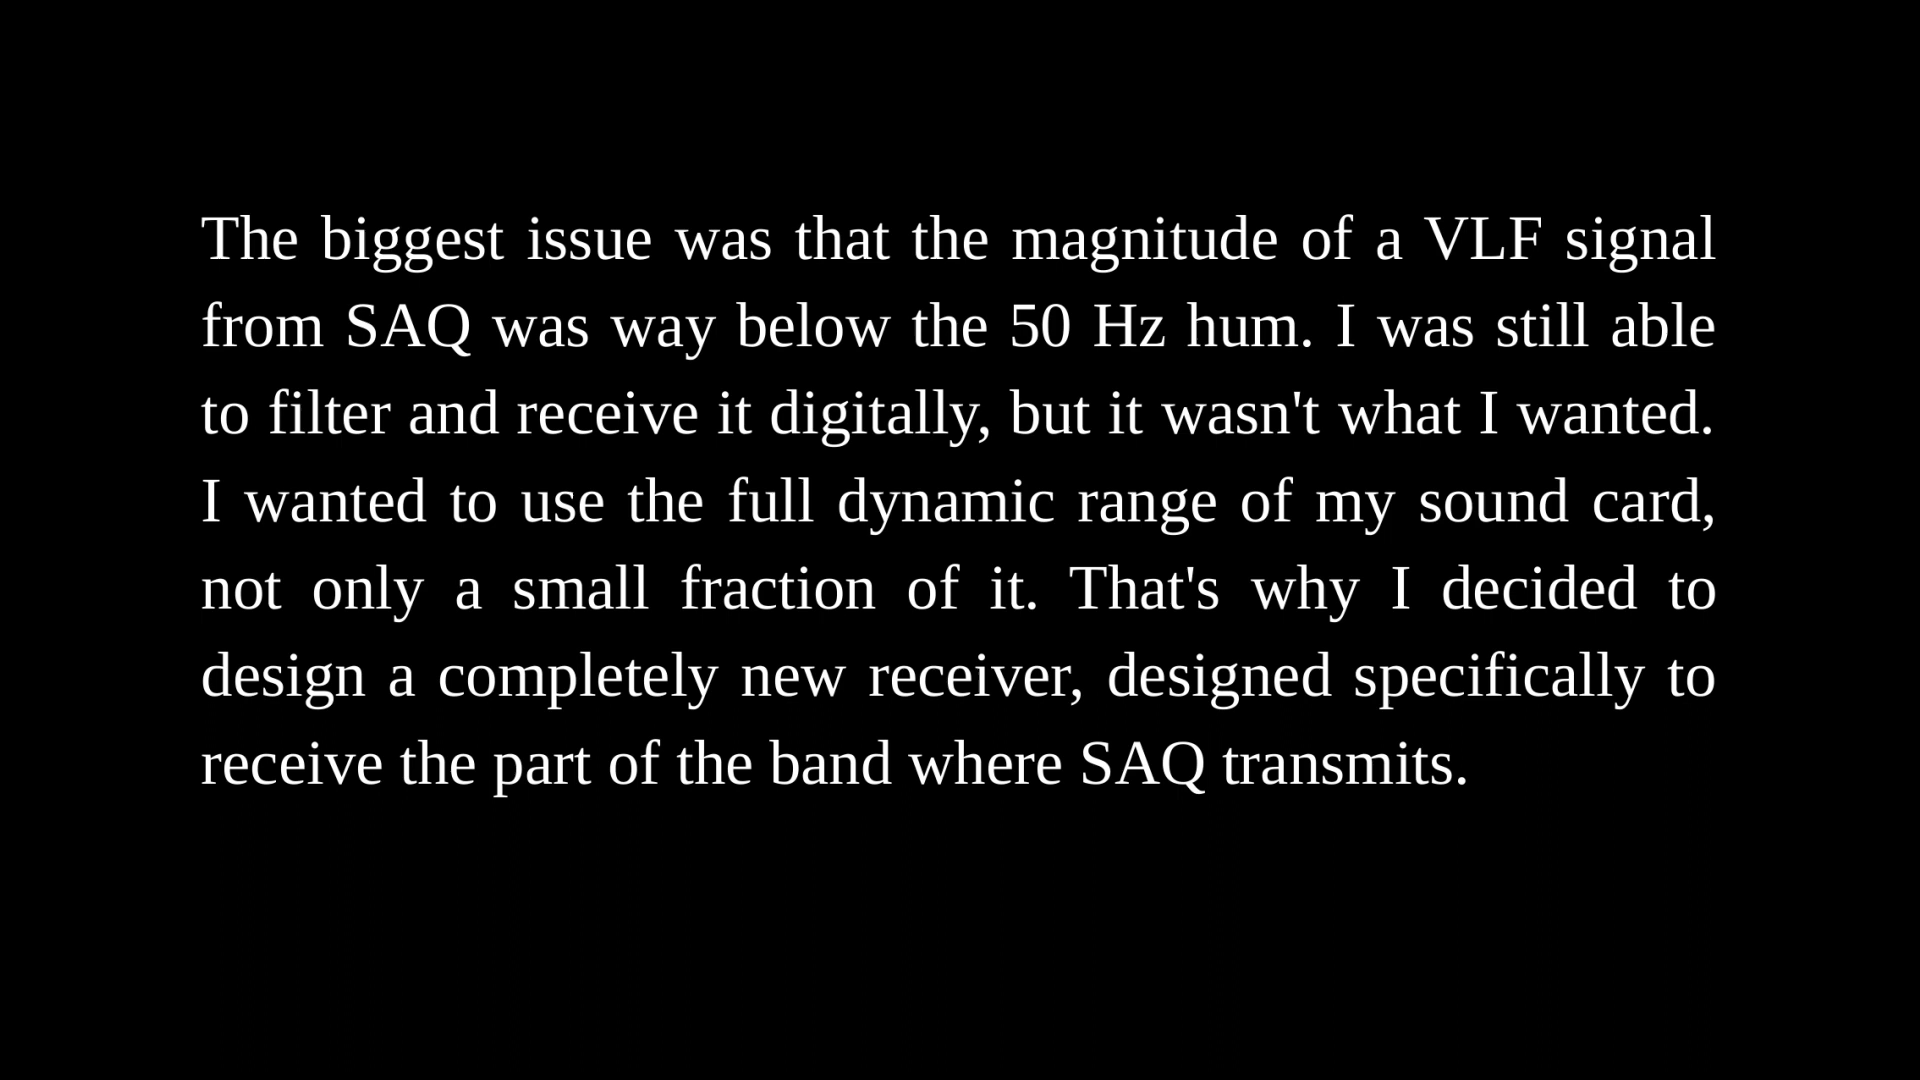 The biggest issue was that the magnitude of a VLF signal
from SAQ was way below the 50 Hz hum. I was still able
to filter and receive it digitally, but it wasn't what I wanted.
I wanted to use the full dynamic range of my sound card,
not only a small fraction of it. That's why I decided to
design a completely new receiver, designed specifically to
receive the part of the band where SAQ transmits.